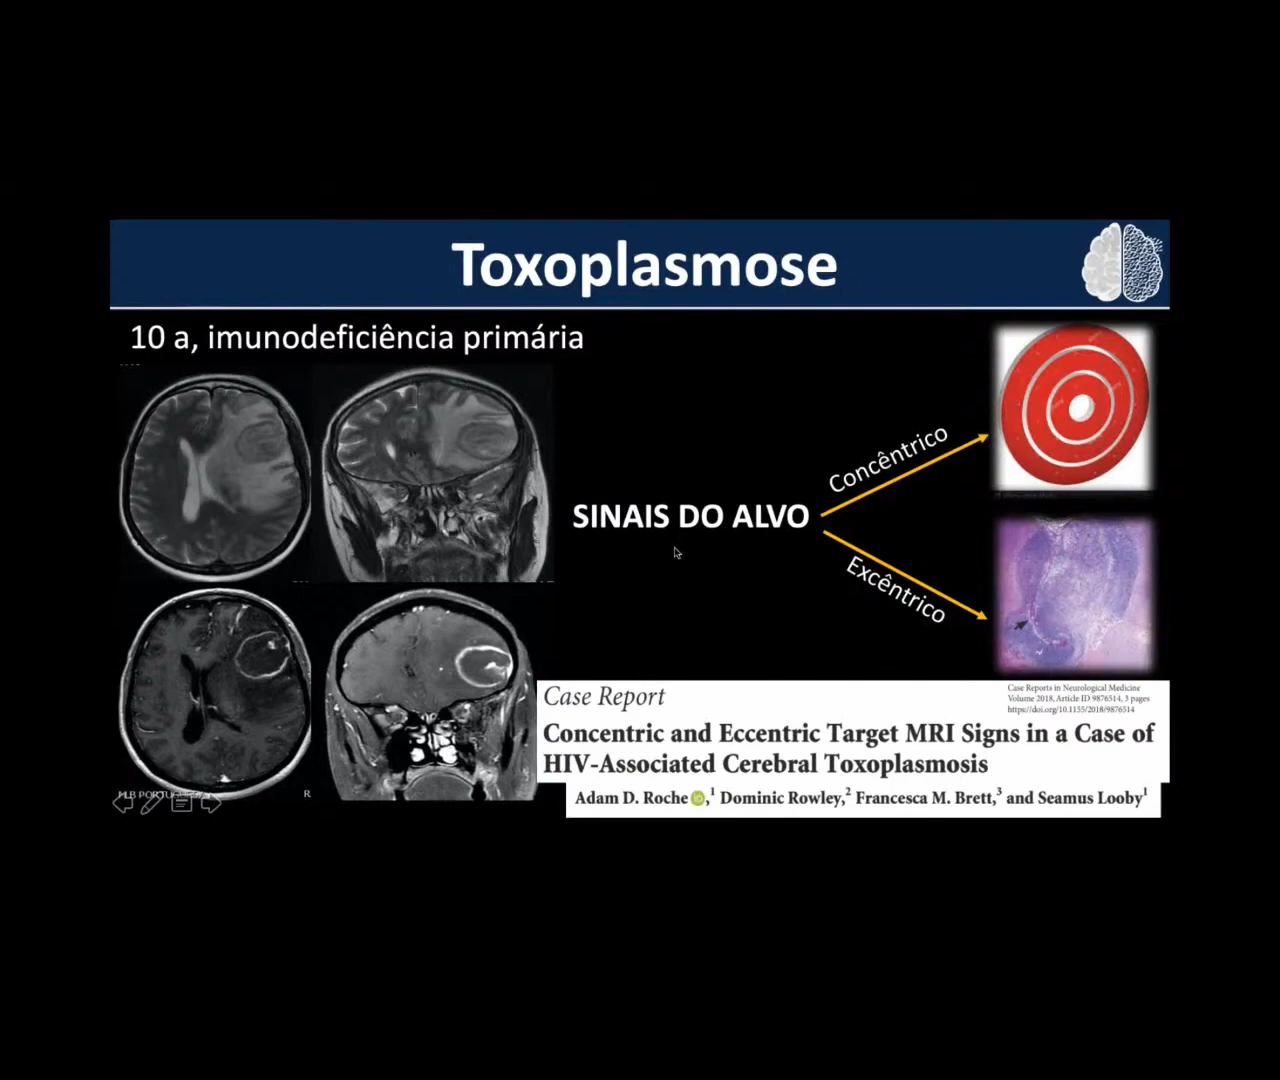 Toxoplasmose
10 a, imunodeficiência primária
Concêntrico
SINAIS DO ALVO
Excêntrico
Case Report
Case Reports in Neurological Medicine
Volume 2018, Article ID 9876514, 3 pages
https://doi.org/10.1155/2018/9876514
Concentric and Eccentric Target MRI Signs in a Case of
HIV-Associated Cerebral Toxoplasmosis
Adam D. Roche ,1 Dominic Rowley,2 Francesca M. Brett,3 and Seamus Looby1
R